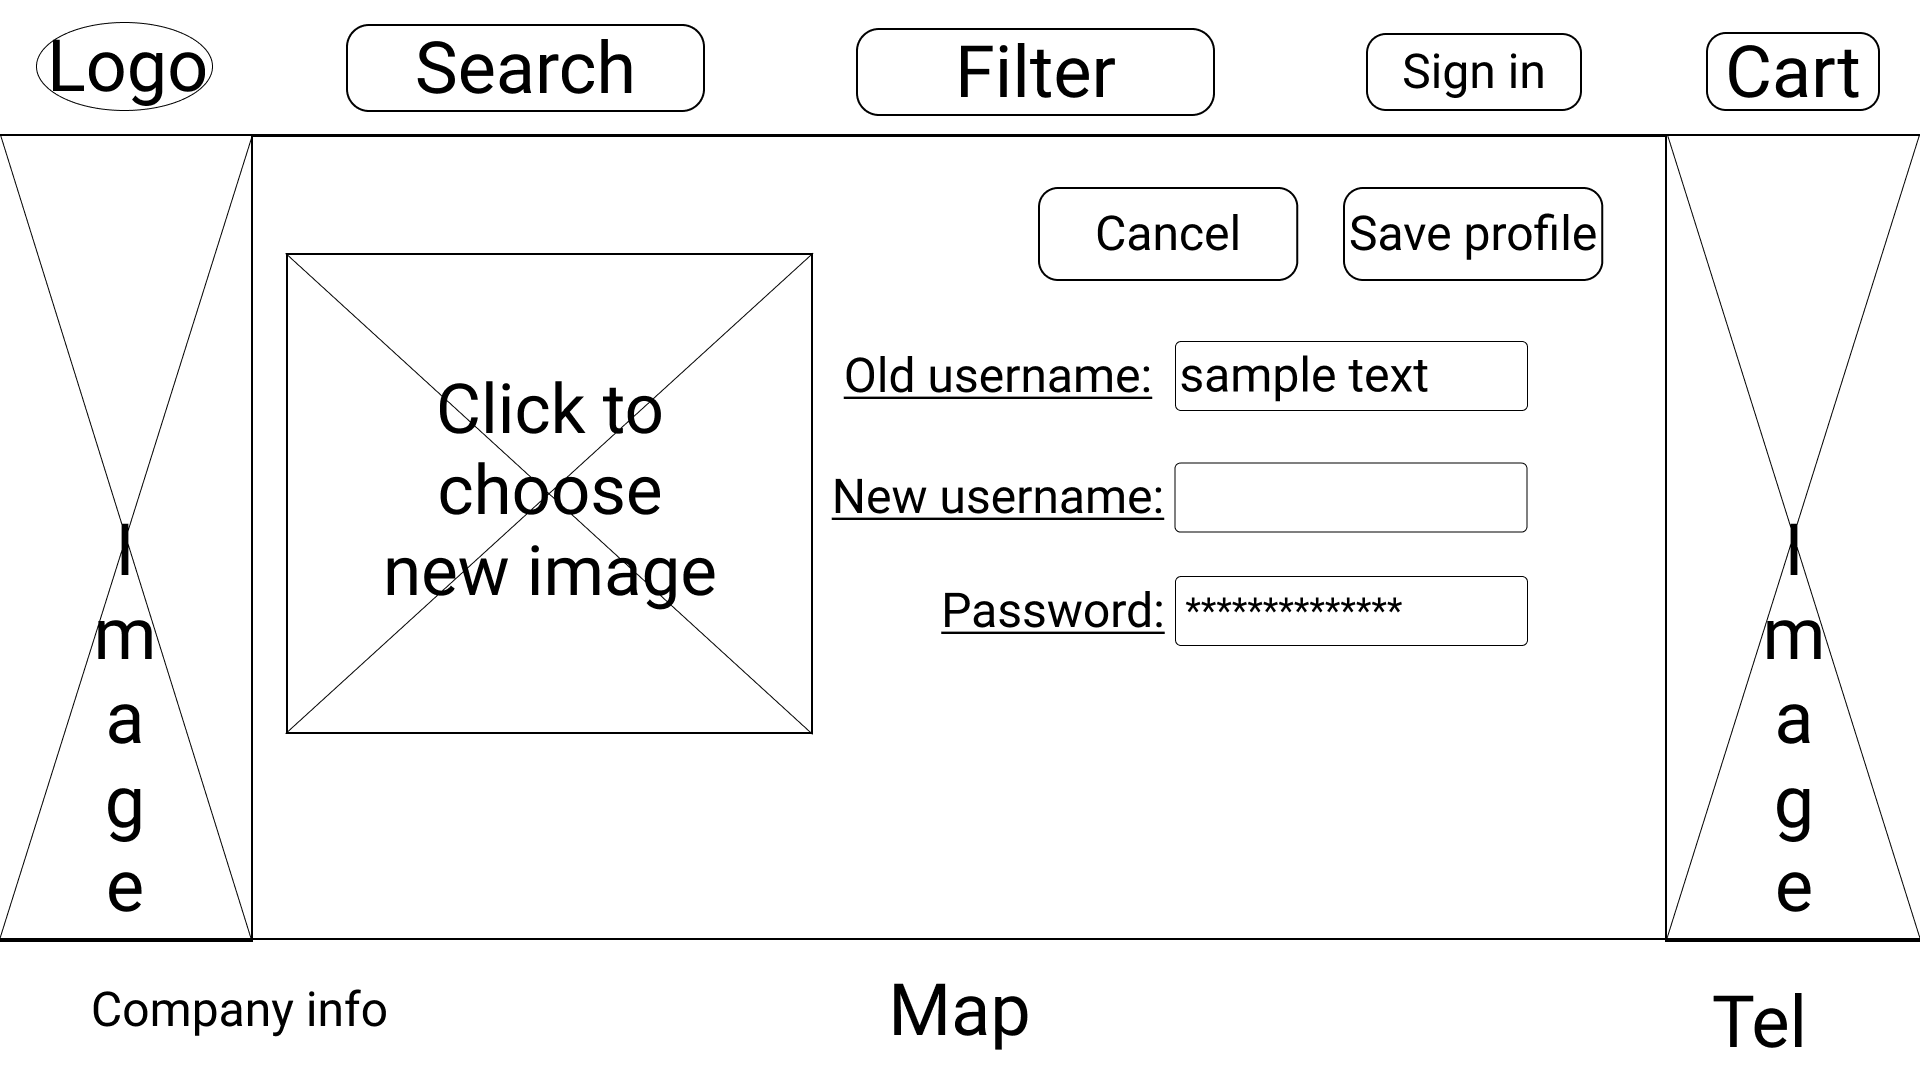 Logo
Search
Filter
Sign in
Cart
Cancel
Save profile
Click to
choose
new image
Old username: sample text
New username:
Password: **************
I
m
a
g
e
I
m
a
g
e
Company info
Map
Tel